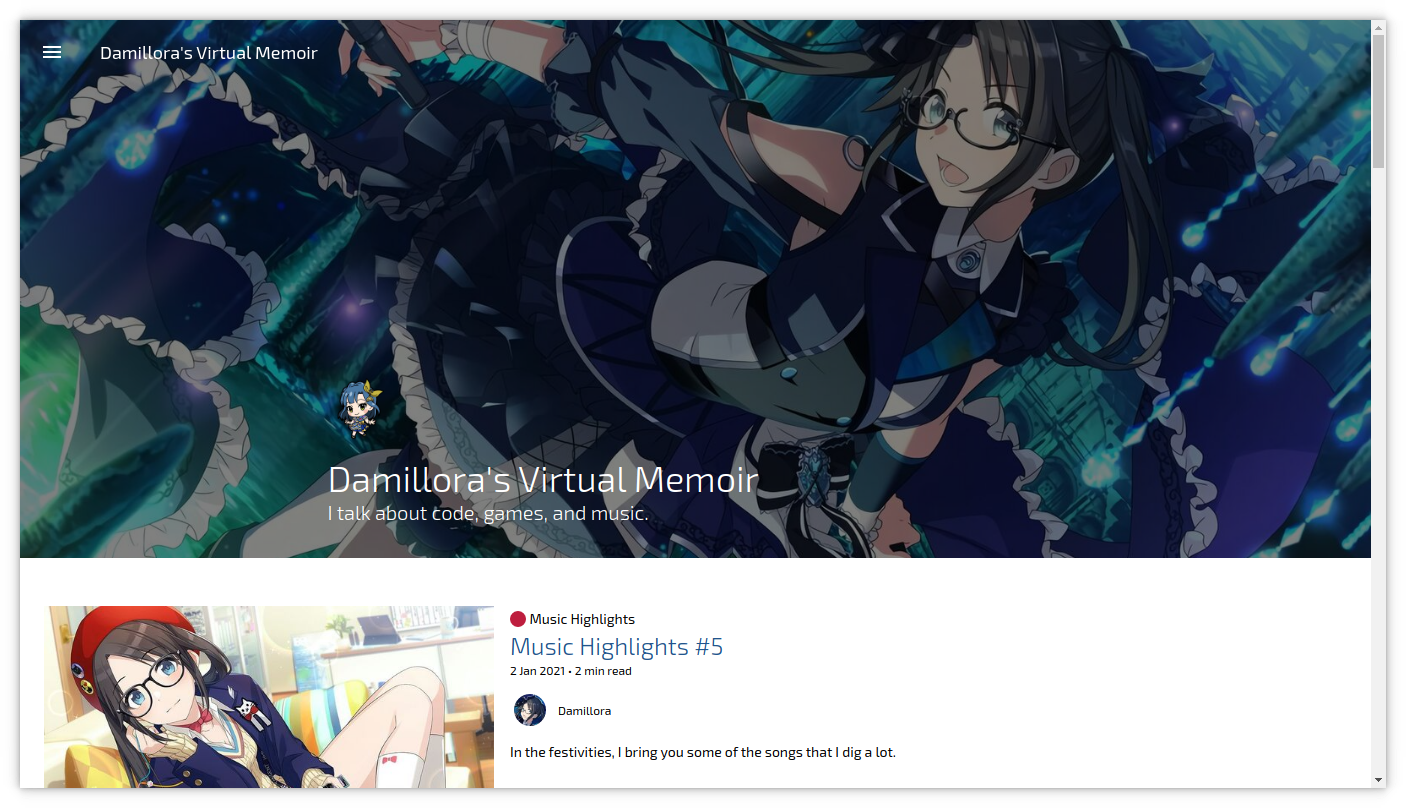 Damillora's Virtual Memoir
Damillora's Virtual Memoir
I talk about code, games, and music.
Music Highlights
Music Highlights #5
2 Jan 2021 • 2 min read
Damillora
In the festivities, I bring you some of the songs that I dig a lot.